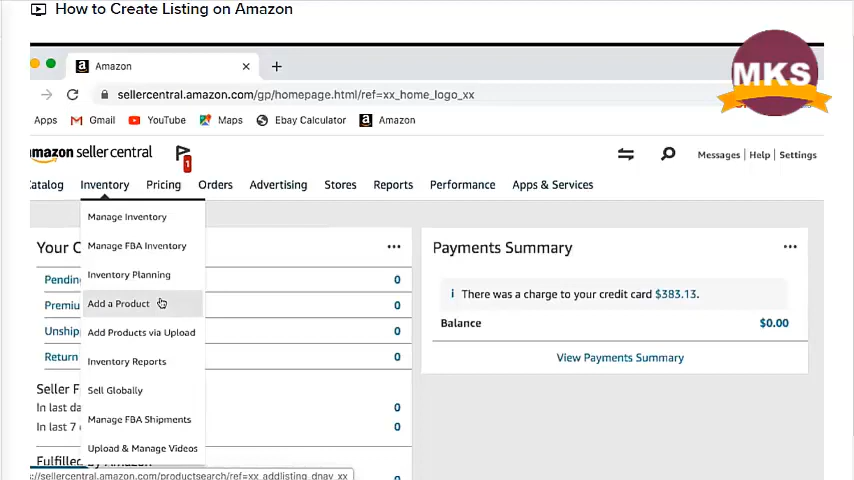 How to Create Listing on Amazon
Amazon
sellercentral.amazon.com/gp/homepage.html/ref=xx_home_logo_xx
MKS
Apps Gmail YouTube Maps Ebay Calculator Amazon
amazon seller central 1 Messages | Help | Settings
atalog Inventory Pricing Orders Advertising Stores Reports Performance Apps & Services
Manage Inventory
Manage FBA Inventory
Inventory Planning
Add a Product
Add Products via Upload
Inventory Reports
Sell Globally
Manage FBA Shipments
Upload & Manage Videos
Your
Pending 0
Premiu 0
Unship 0
Return 0
Seller F
In last da 0
In last 7 0
Fulfilled By Amazon
0
Payments Summary
There was a charge to your credit card $383.13.
Balance $0.00
View Payments Summary
://sellercentral.amazon.com/productsearch/ref=xx_addlisting_dnav_xx